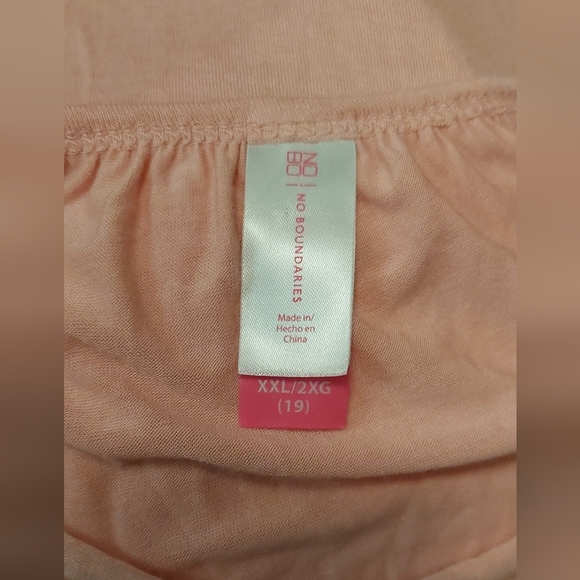 NO
BO
NO BOUNDARIES
Made in/
Hecho en
China
XXL/2XG
(19)